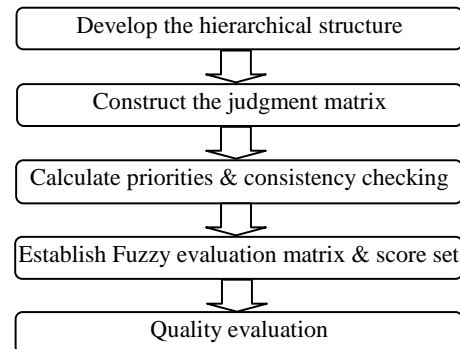 Develop the hierarchical structure
Construct the judgment matrix
Calculate priorities & consistency checking
Establish Fuzzy evaluation matrix & score set
Quality evaluation